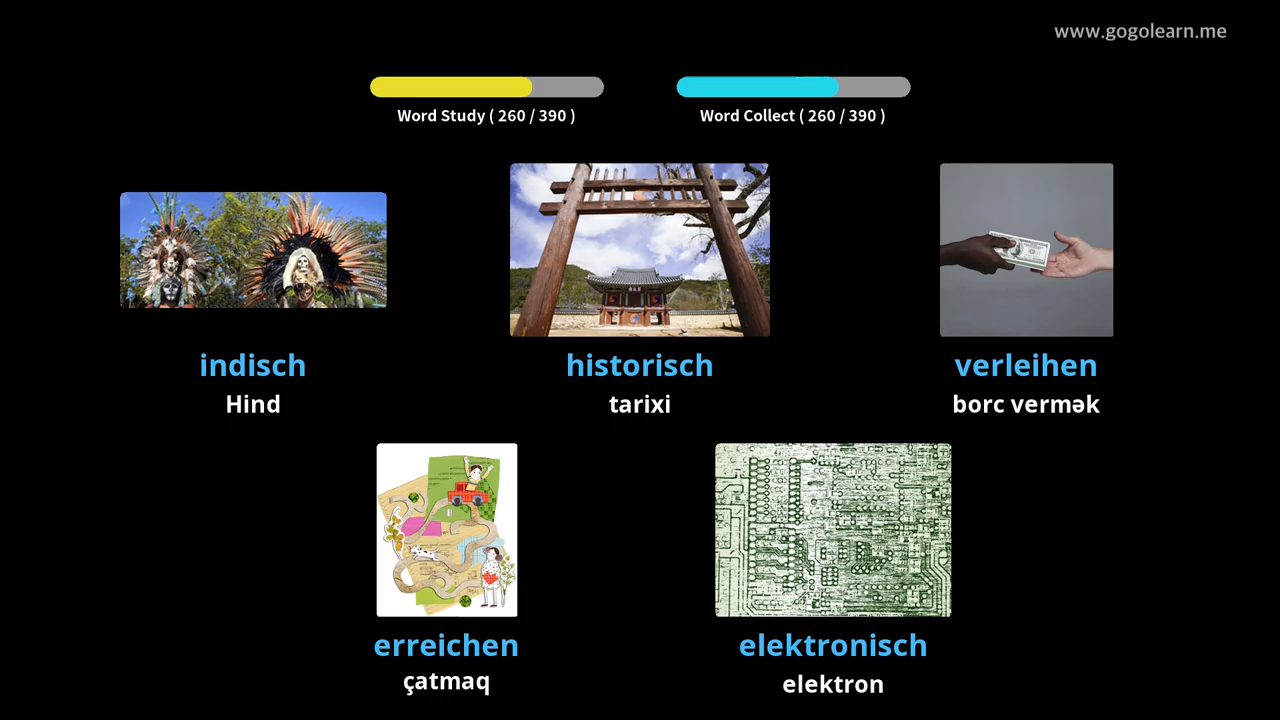 www.gogolearn.me
Word Study ( 260 / 390 )
Word Collect ( 260 / 390 )
indisch
Hind
historisch
tarixi
verleihen
borc vermək
erreichen
çatmaq
elektronisch
elektron